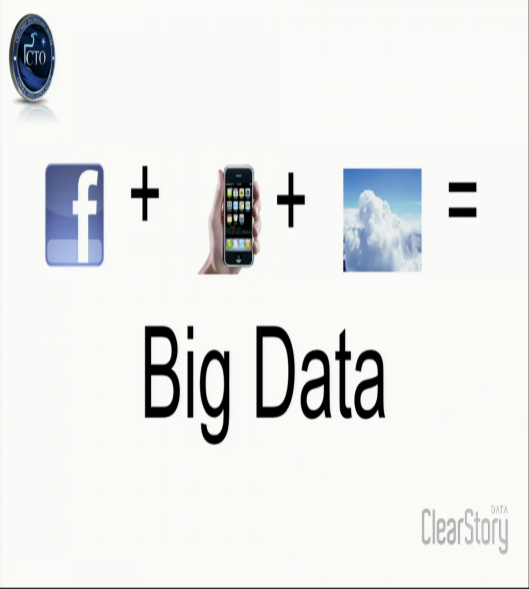 CTO
f
+
+
=
Big Data
DATA
ClearStory